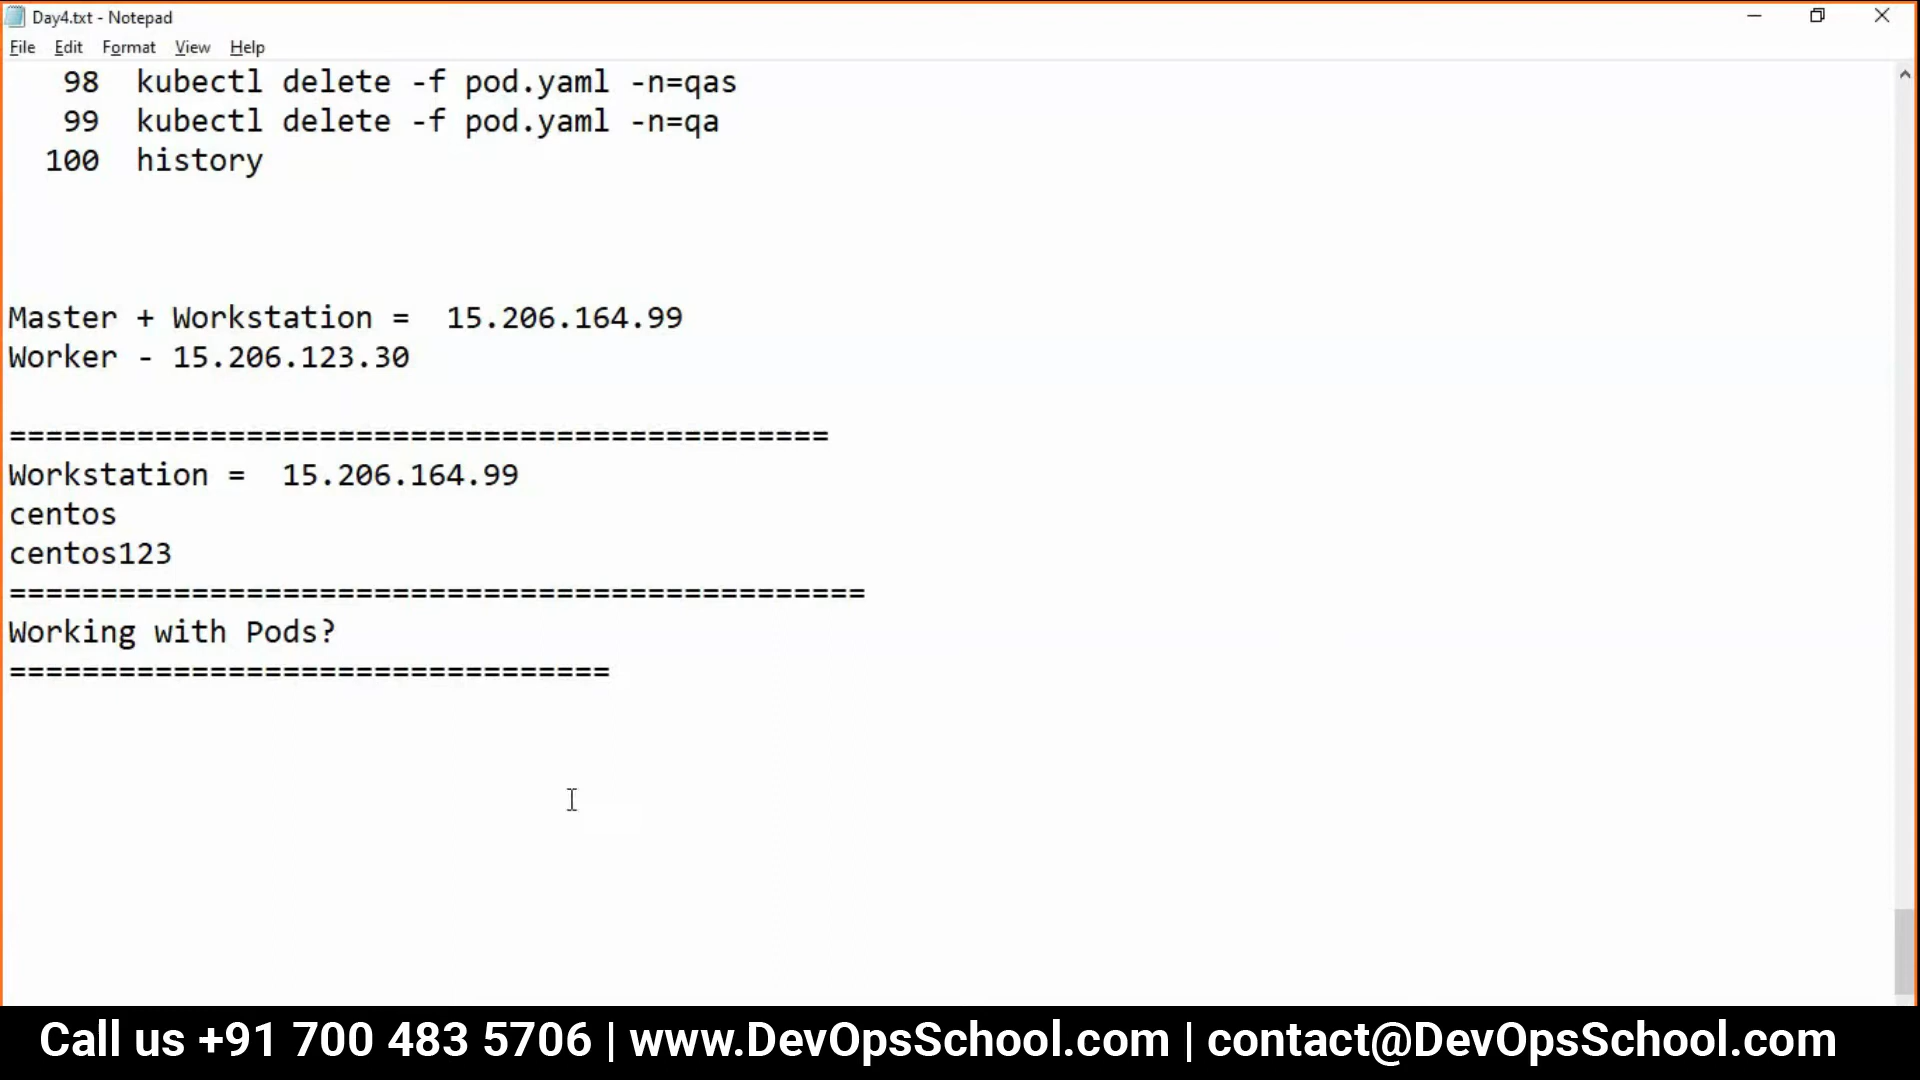 Day4.txt - Notepad
File Edit Format View Help
98 kubectl delete -f pod.yaml -n=qas
99 kubectl delete -f pod.yaml -n=qa
100 history
Master + Workstation = 15.206.164.99
Worker - 15.206.123.30
=============================================
Workstation = 15.206.164.99
centos
centos123
===============================================
Working with Pods?
=================================
Call us +91 700 483 5706 | www.DevOpsSchool.com | contact@DevOpsSchool.com